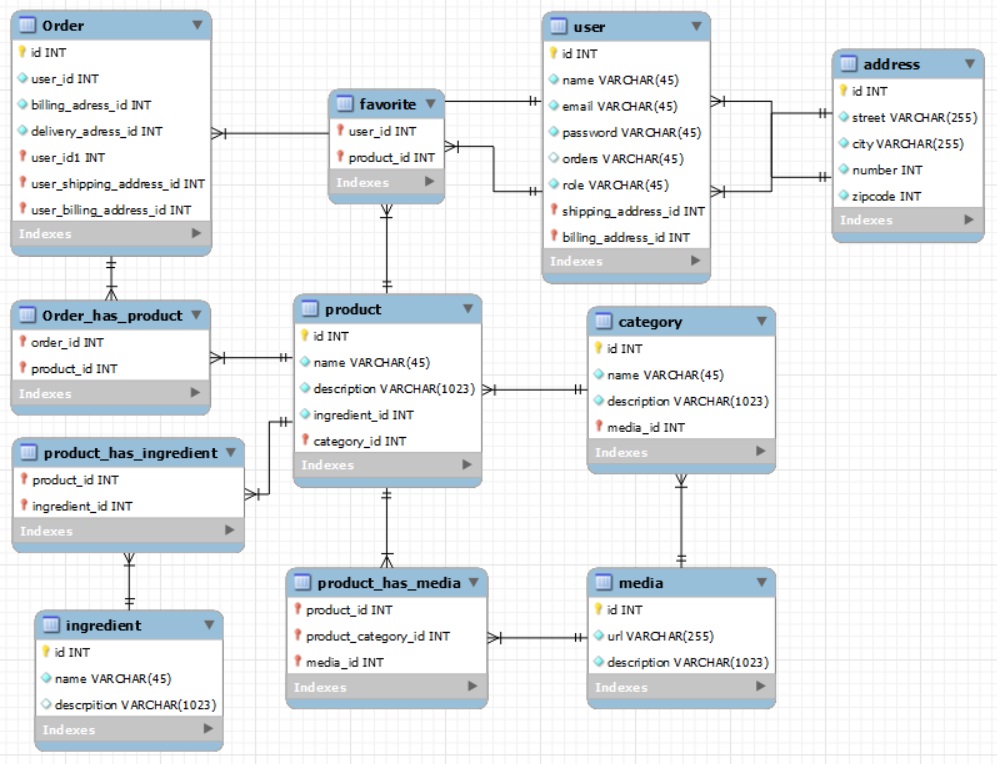 Order
id INT
user_id INT
billing_adress_id INT
delivery_adress_id INT
user_id1 INT
user_shipping_address_id INT
user_billing_address_id INT
Indexes
favorite
user_id INT
product_id INT
Indexes
user
id INT
name VARCHAR(45)
email VARCHAR(45)
password VARCHAR(45)
orders VARCHAR(45)
role VARCHAR(45)
shipping_address_id INT
billing_address_id INT
Indexes
address
id INT
street VARCHAR(255)
city VARCHAR(255)
number INT
zipcode INT
Indexes
Order_has_product
order_id INT
product_id INT
Indexes
product
id INT
name VARCHAR(45)
description VARCHAR(1023)
ingredient_id INT
category_id INT
Indexes
category
id INT
name VARCHAR(45)
description VARCHAR(1023)
media_id INT
Indexes
product_has_ingredient
product_id INT
ingredient_id INT
Indexes
product_has_media
product_id INT
product_category_id INT
media_id INT
Indexes
media
id INT
url VARCHAR(255)
description VARCHAR(1023)
Indexes
ingredient
id INT
name VARCHAR(45)
descrpition VARCHAR(1023)
Indexes